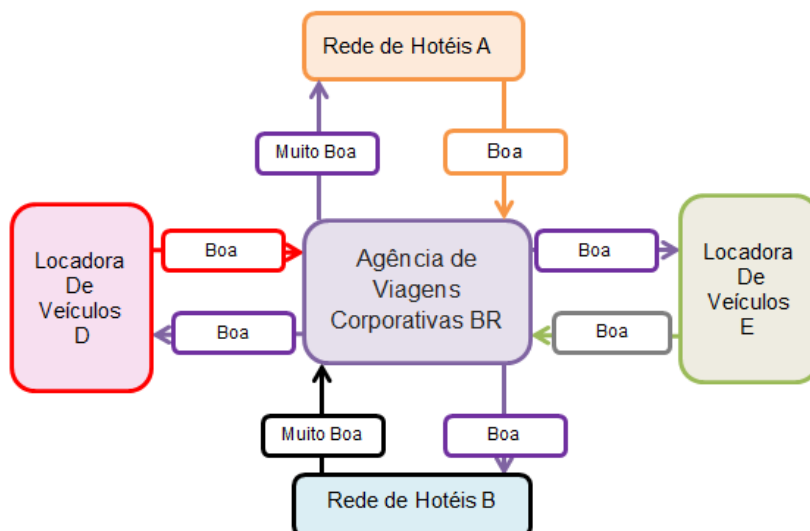 Rede de Hotéis A
Muito Boa
Boa
Locadora
De
Veículos
D
Boa
Boa
Agência de
Viagens
Corporativas BR
Boa
Boa
Locadora
De
Veículos
E
Muito Boa
Boa
Rede de Hotéis B